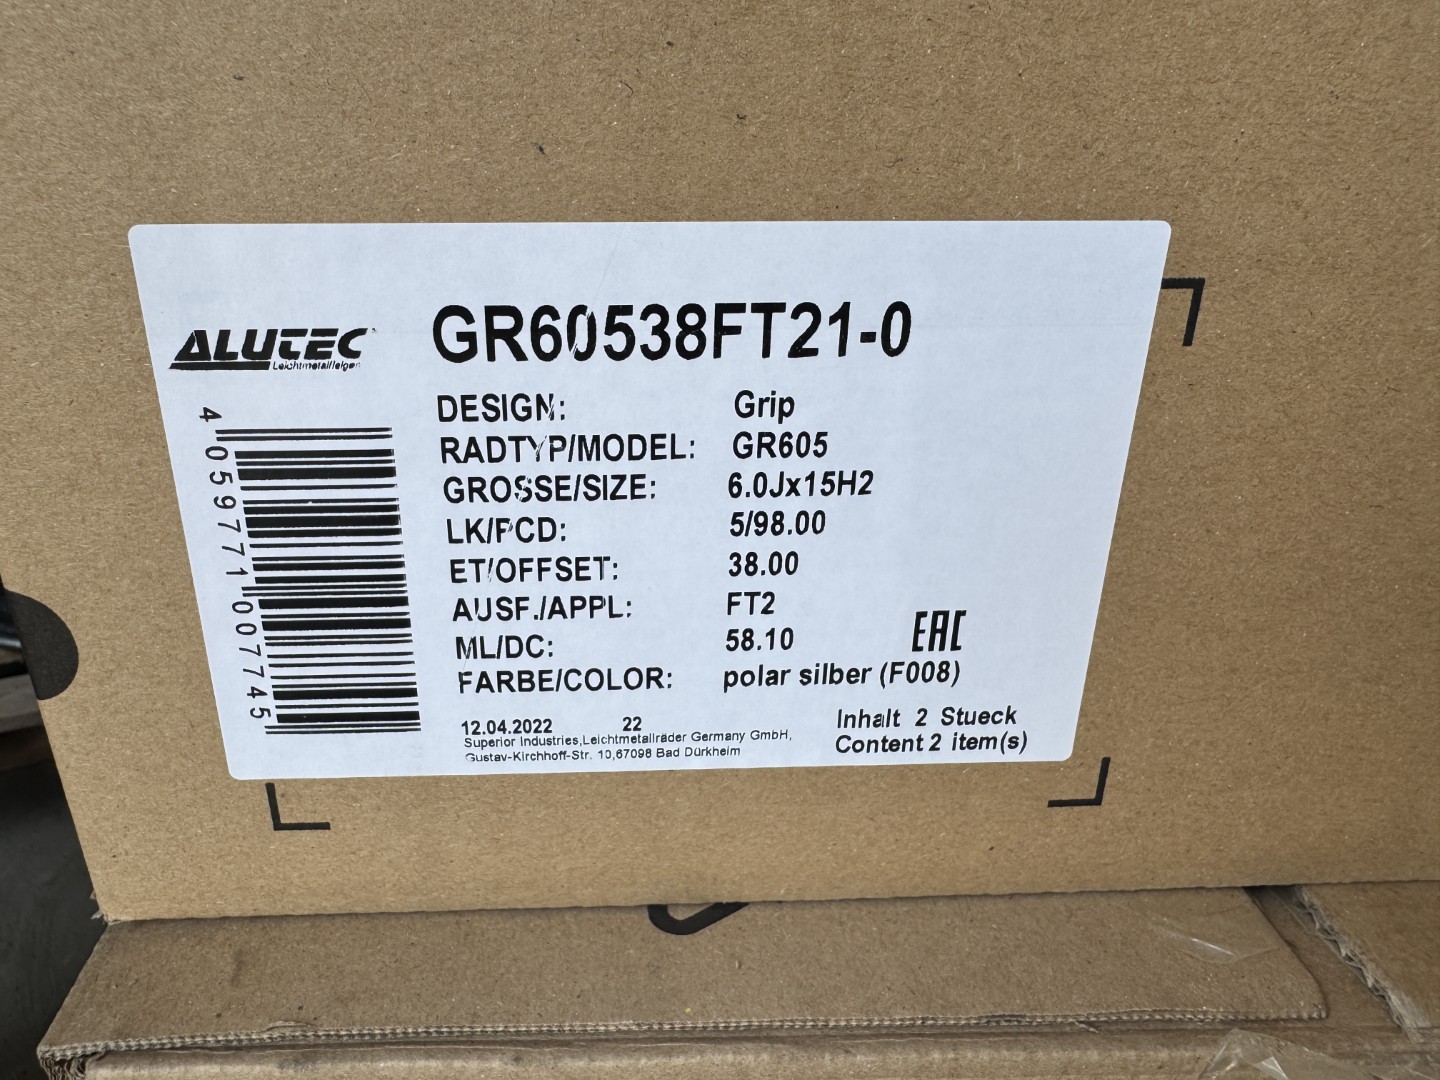 ALUTEC
Leichtmetallfelgen
GR60538FT21-0
DESIGN: Grip
RADTYP/MODEL: GR605
GROSSE/SIZE: 6.0Jx15H2
LK/PCD: 5/98.00
ET/OFFSET: 38.00
AUSF./APPL: FT2
ML/DC: 58.10
EAC
FARBE/COLOR: polar silber (F008)
4 059771 007745
12.04.2022 22
Superior Industries,Leichtmetallräder Germany GmbH,
Gustav-Kirchhoff-Str. 10,67098 Bad Dürkheim
Inhalt 2 Stueck
Content 2 item(s)